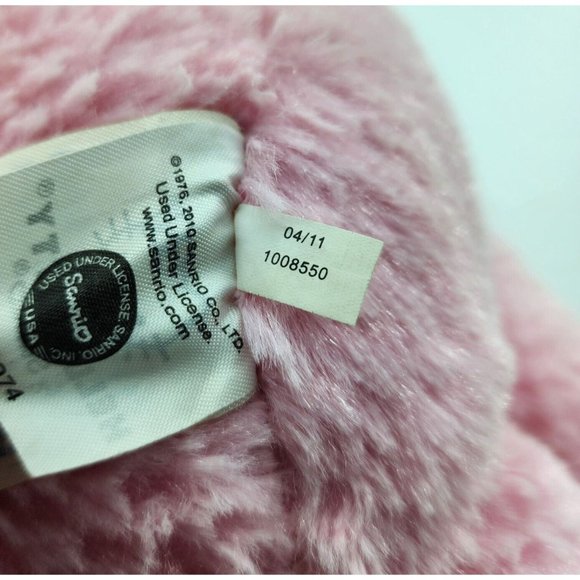 ©1976, 2010 SANRIO CO., LTD.
Used Under License.
www.sanrio.com
USED UNDER LICENSE, SANRIO, INC.
USA
Sanrio
974
04/11
1008550